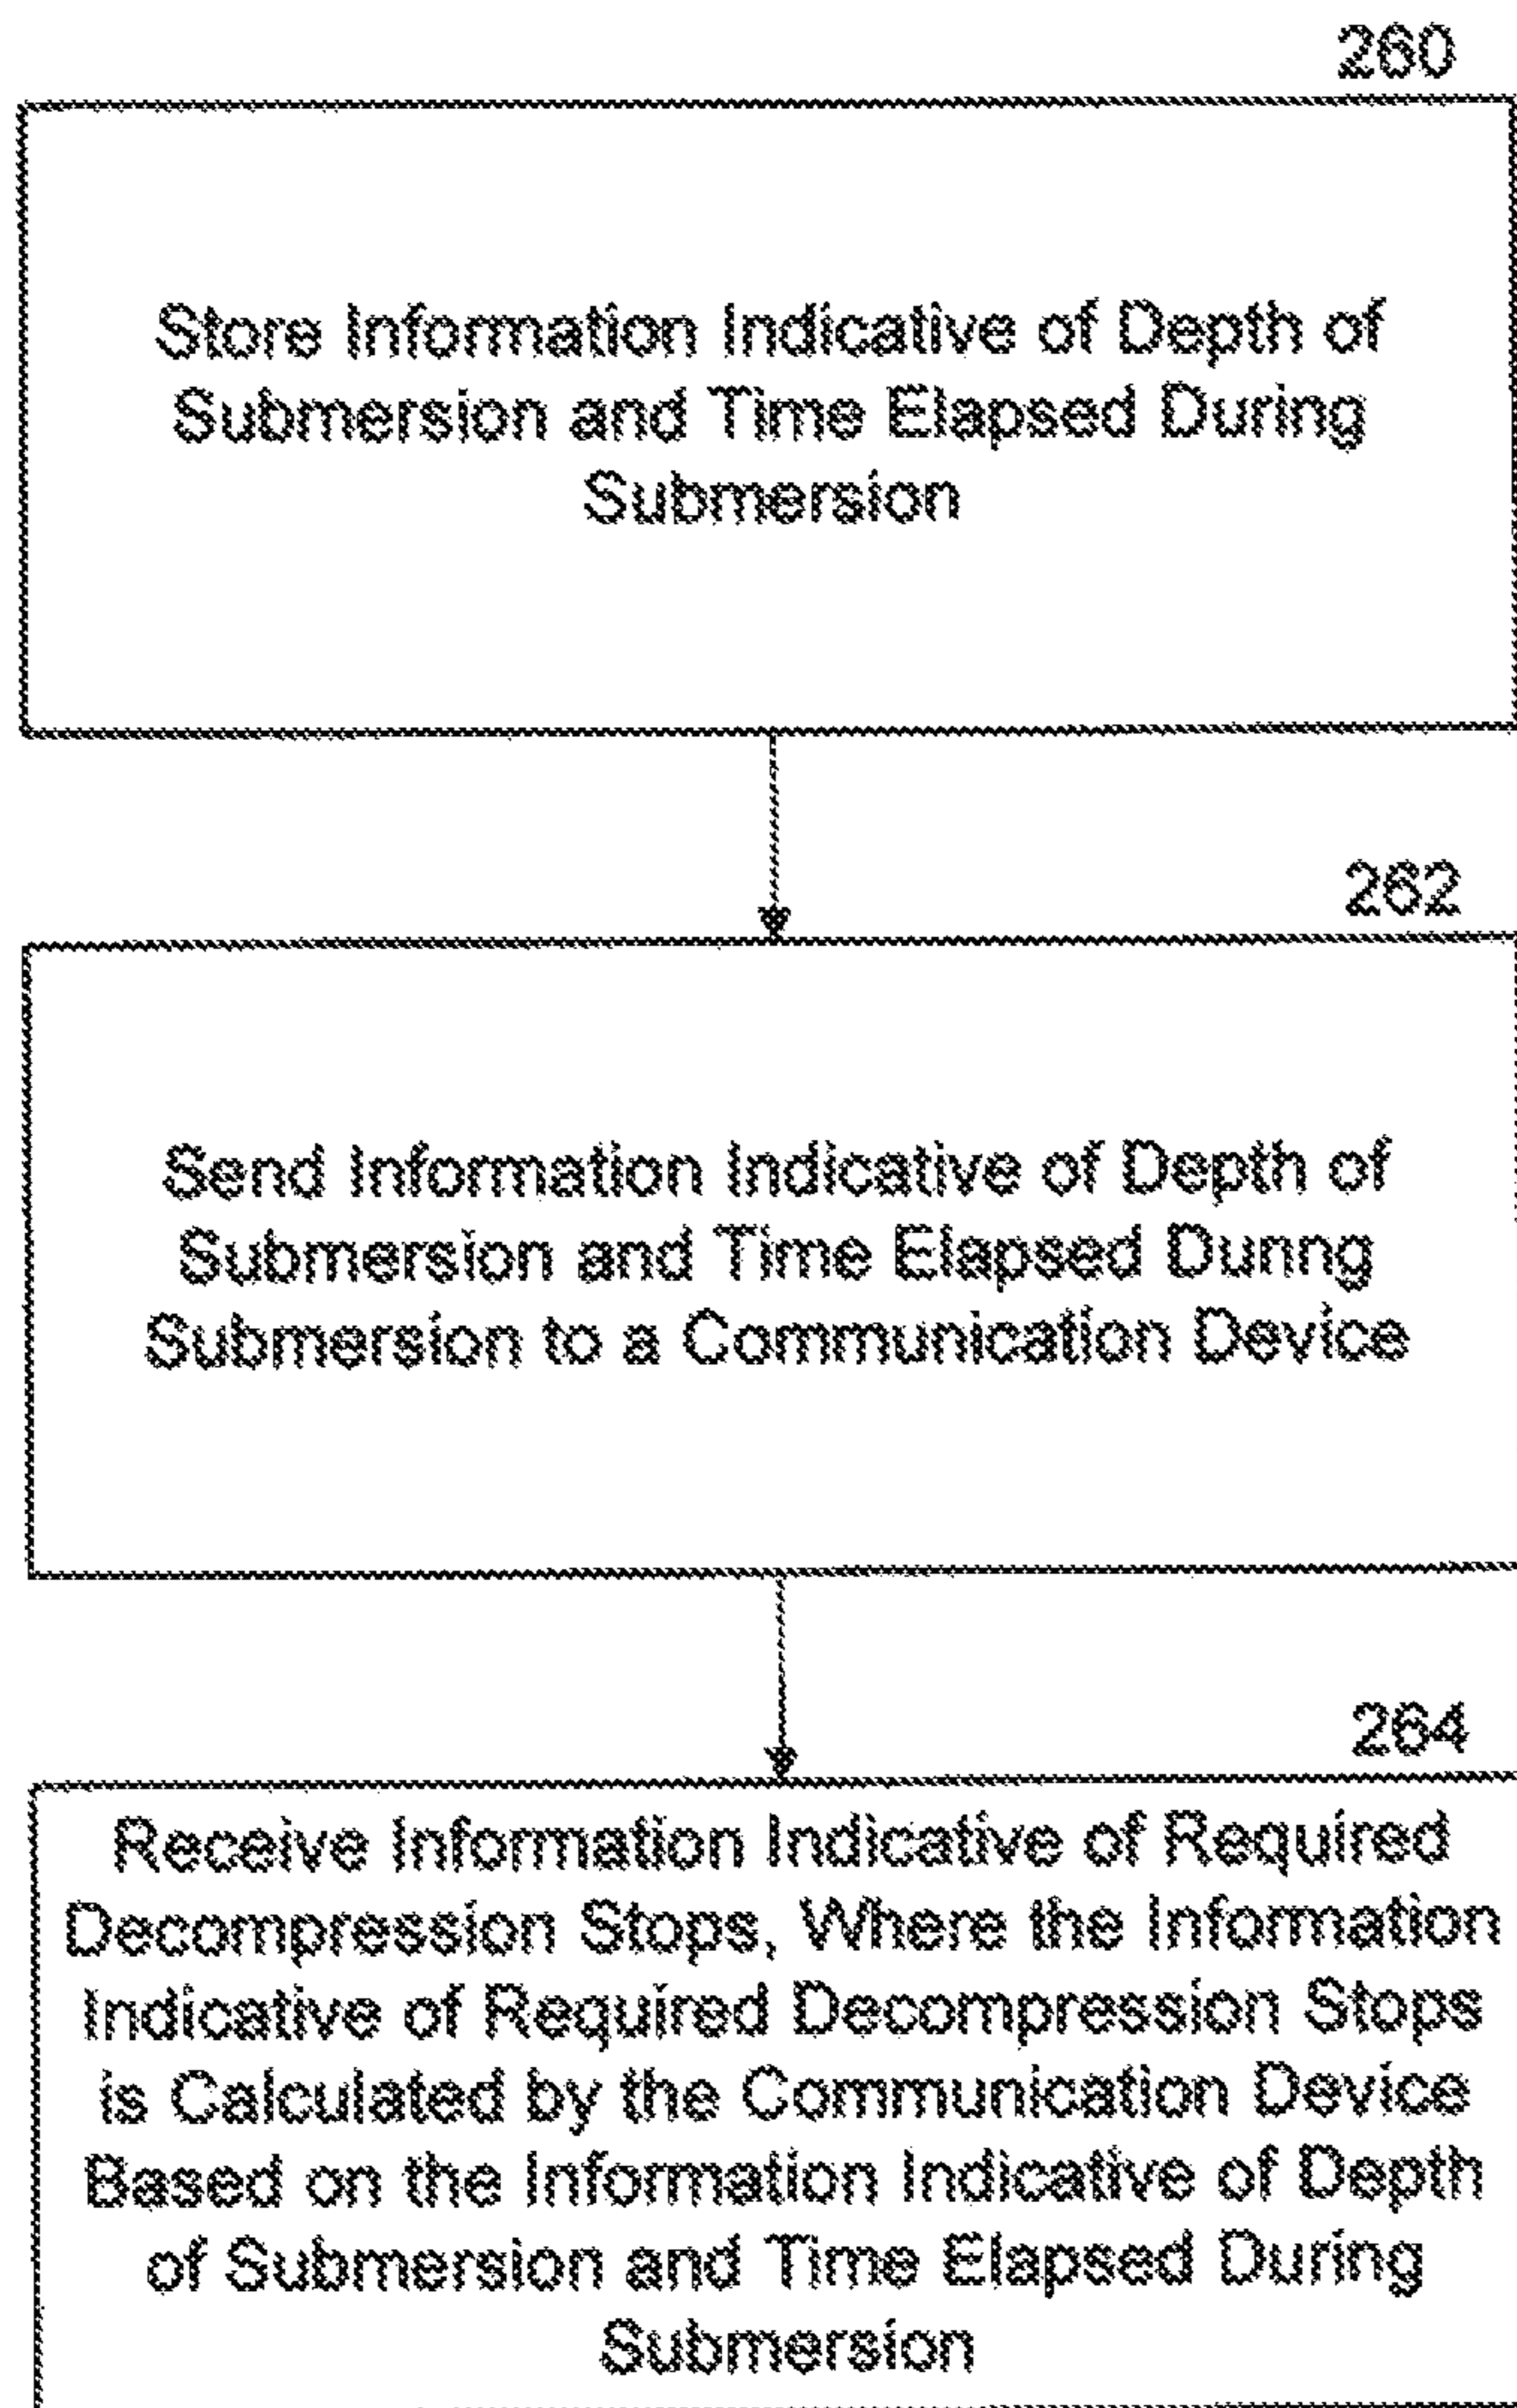 260
Store Information Indicative of Depth of
Submersion and Time Elapsed During
Submersion
262
Send Information Indicative of Depth of
Submersion and Time Elapsed During
Submersion to a Communication Device
264
Receive Information Indicative of Required
Decompression Stops, Where the Information
Indicative of Required Decompression Stops
is Calculated by the Communication Device
Based on the Information Indicative of Depth
of Submersion and Time Elapsed During
Submersion